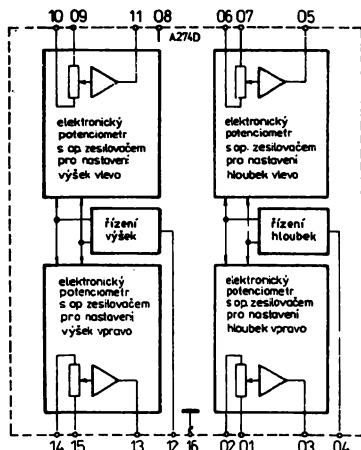 10 09 11 08 06 07 05
A274D
elektronický
potenciometr
s op. zesilovačem
pro nastavení
výšek vlevo
elektronický
potenciometr
s op. zesilovačem
pro nastavení
hloubek vlevo
řízení
výšek
řízení
hloubek
elektronický
potenciometr
s op. zesilovačem
pro nastavení
výšek vpravo
elektronický
potenciometr
s op. zesilovačem
pro nastavení
hloubek vpravo
14 15 13 12 16 02 01 03 04